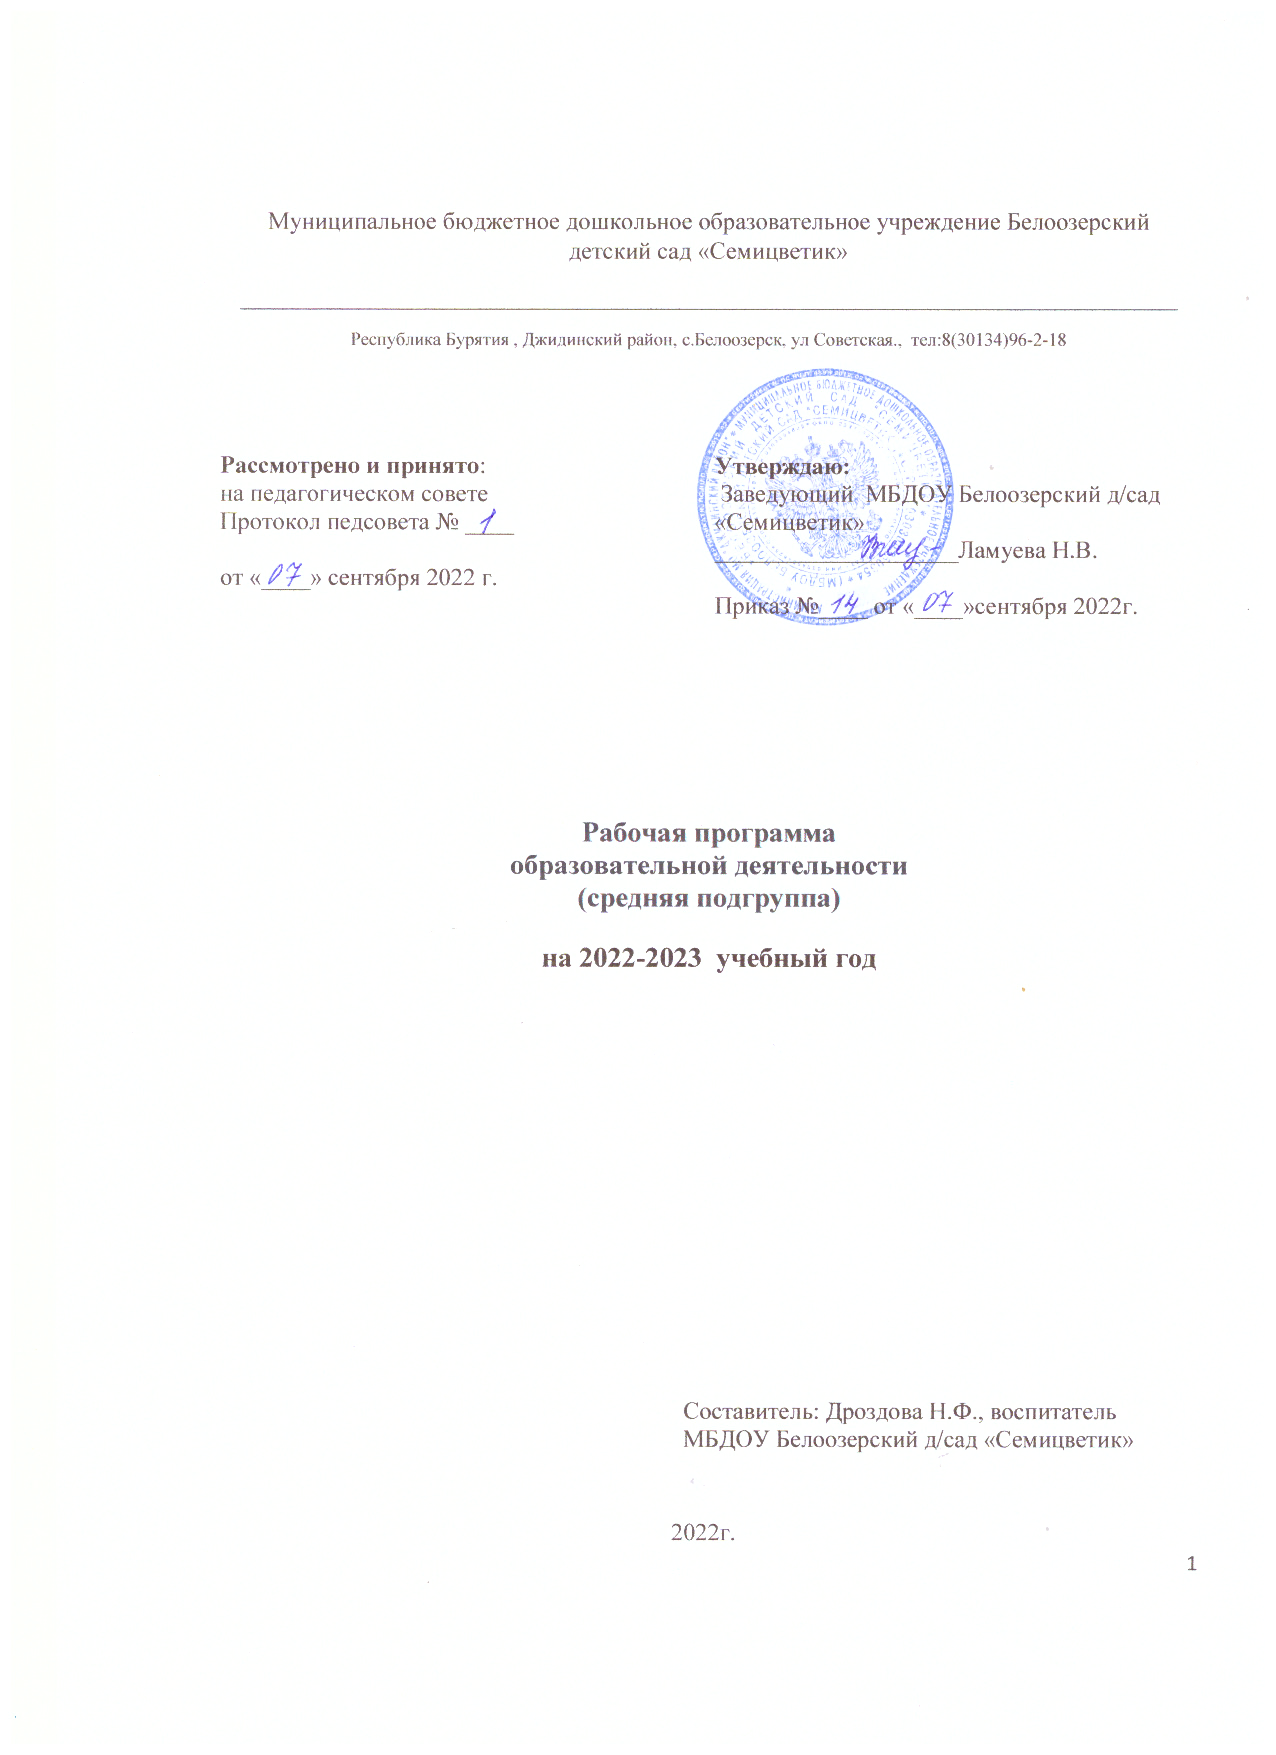 Муниципальное бюджетное дошкольное образовательное учреждение Белоозерский
детский сад «Семицветик»
Республика Бурятия , Джидинский район, с.Белоозерск, ул Советская., тел:8(30134)96-2-18
Рассмотрено и принято:
на педагогическом совете
Протокол педсовета № 1
от «07» сентября 2022 г.
Утверждаю:
Заведующий МБДОУ Белоозерский д/сад
«Семицветик»
Ламуева Н.В.
Приказ № 14 от «07»сентября 2022г.
Рабочая программа
образовательной деятельности
(средняя подгруппа)
на 2022-2023 учебный год
Составитель: Дроздова Н.Ф., воспитатель
МБДОУ Белоозерский д/сад «Семицветик»
2022г.
1